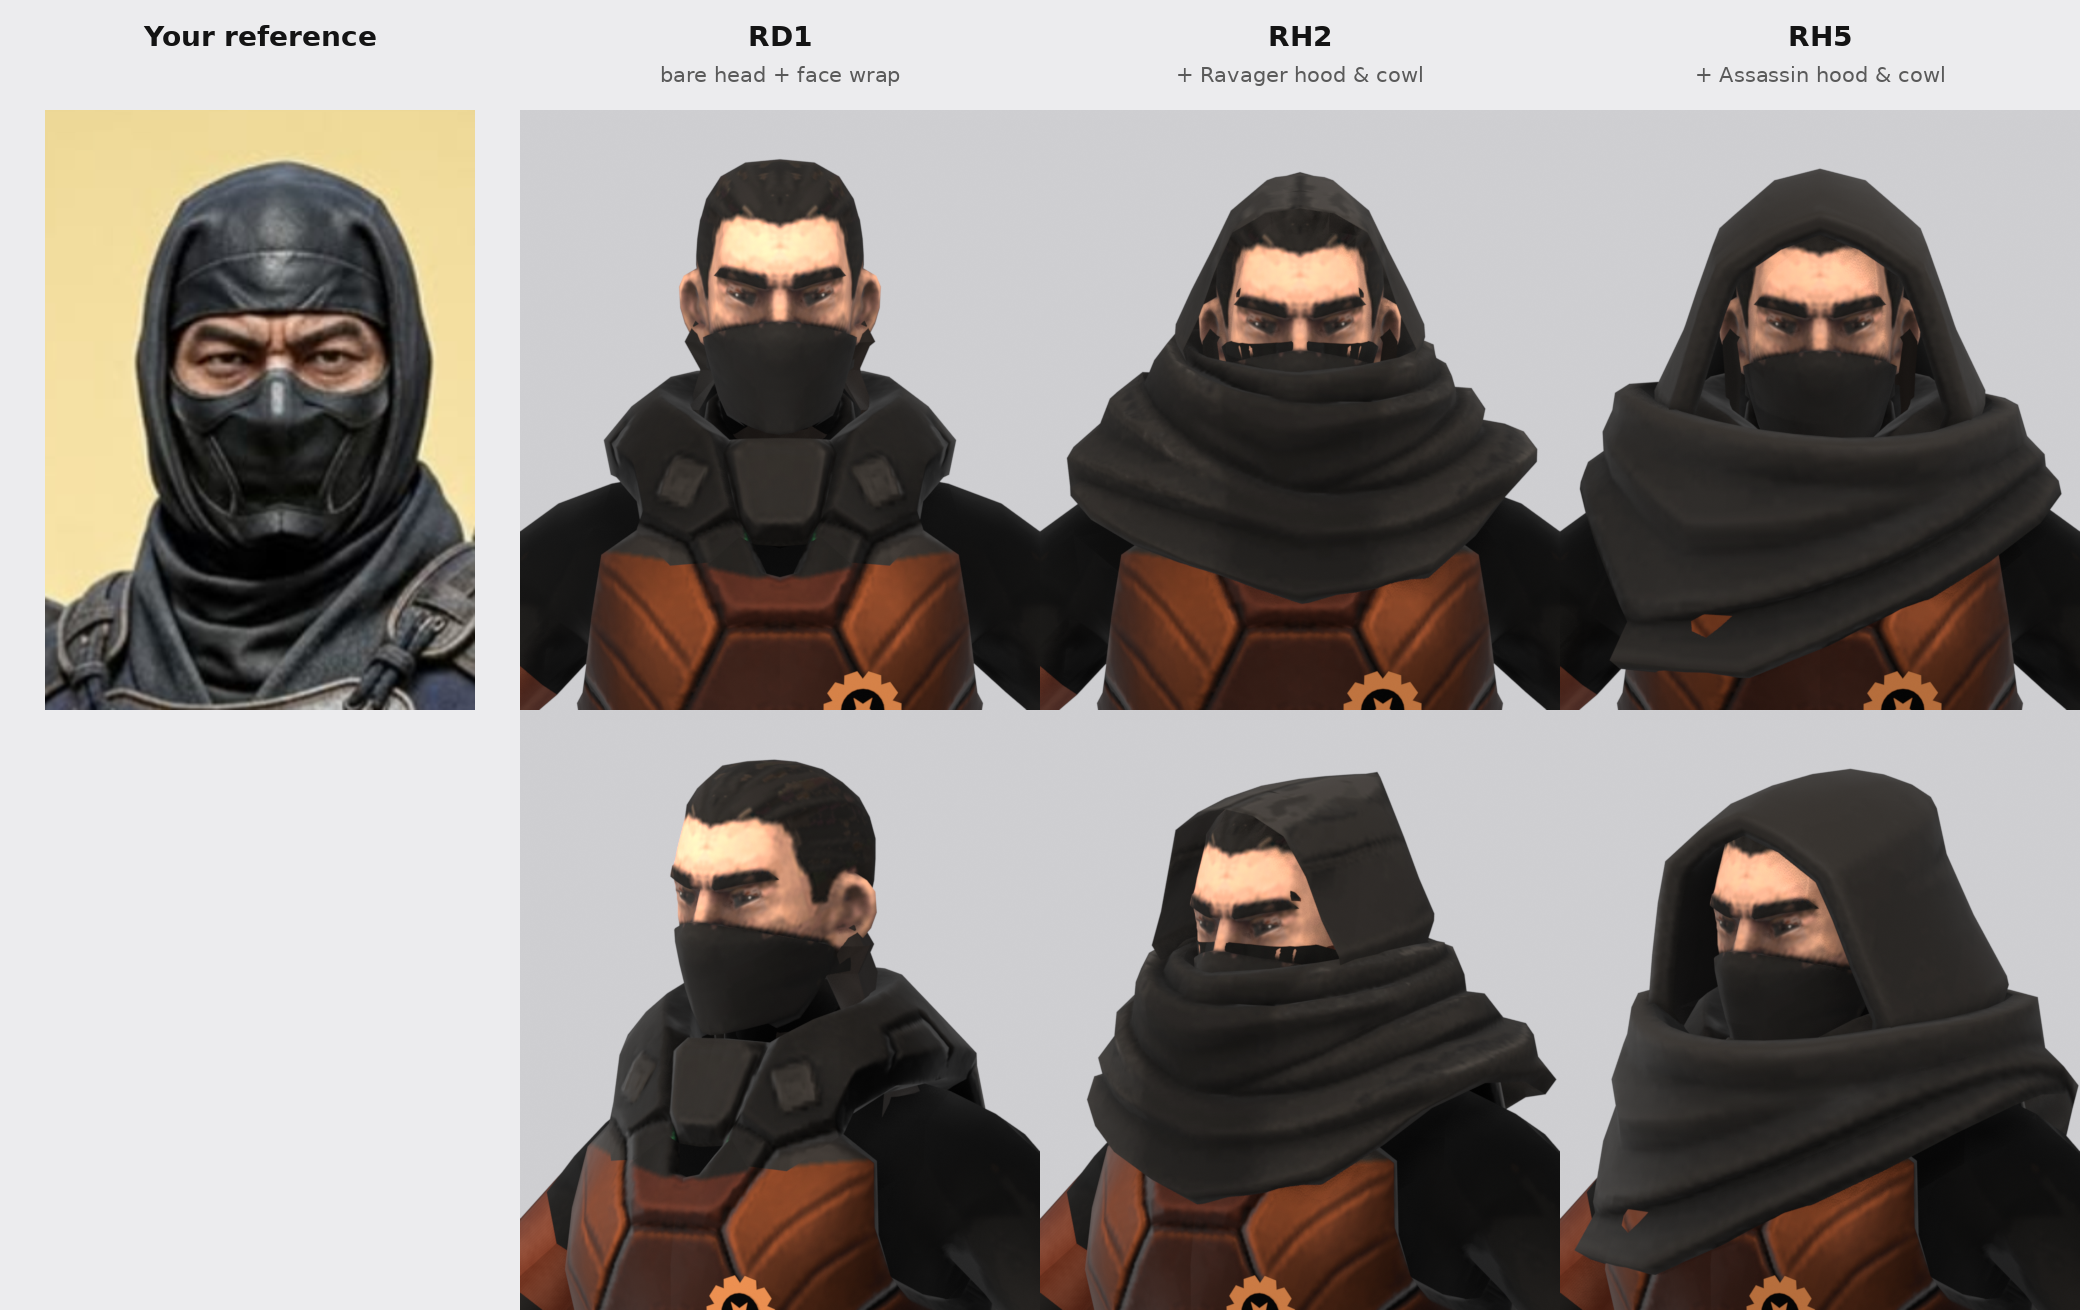 Your reference
RD1
bare head + face wrap
RH2
+ Ravager hood & cowl
RH5
+ Assassin hood & cowl